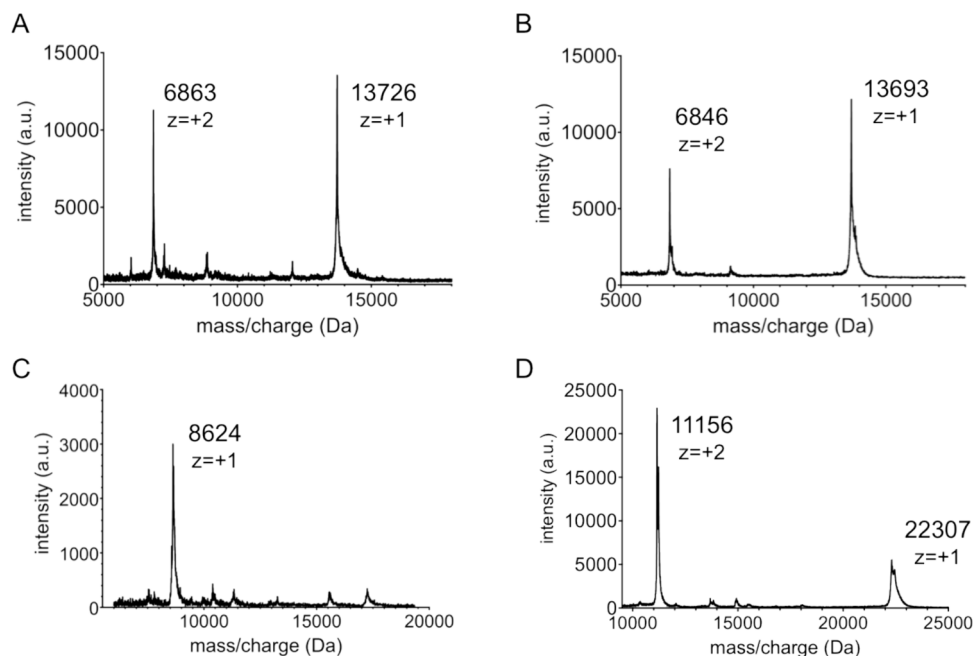 A
15000
10000
5000
0
intensity (a.u.)
6863
z=+2
13726
z=+1
5000 10000 15000
mass/charge (Da)
B
15000
10000
5000
0
intensity (a.u.)
6846
z=+2
13693
z=+1
5000 10000 15000
mass/charge (Da)
C
4000
3000
2000
1000
0
intensity (a.u.)
8624
z=+1
10000 15000 20000
mass/charge (Da)
D
25000
20000
15000
10000
5000
0
intensity (a.u.)
11156
z=+2
22307
z=+1
10000 15000 20000 25000
mass/charge (Da)